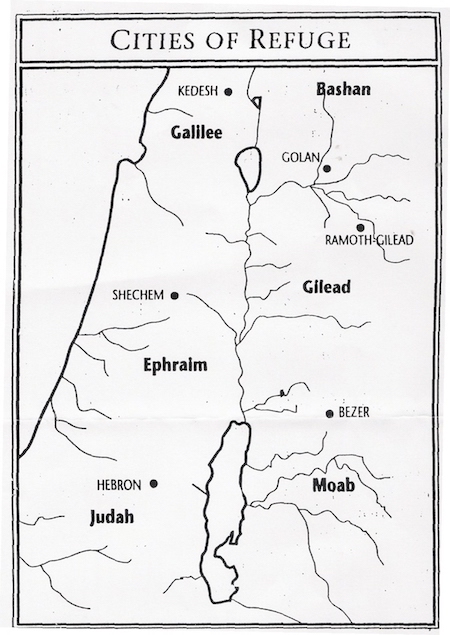 CITIES OF REFUGE
KEDESH
Bashan
Galilee
GOLAN
RAMOTH-GILEAD
Gilead
SHECHEM
Ephraim
BEZER
HEBRON
Moab
Judah